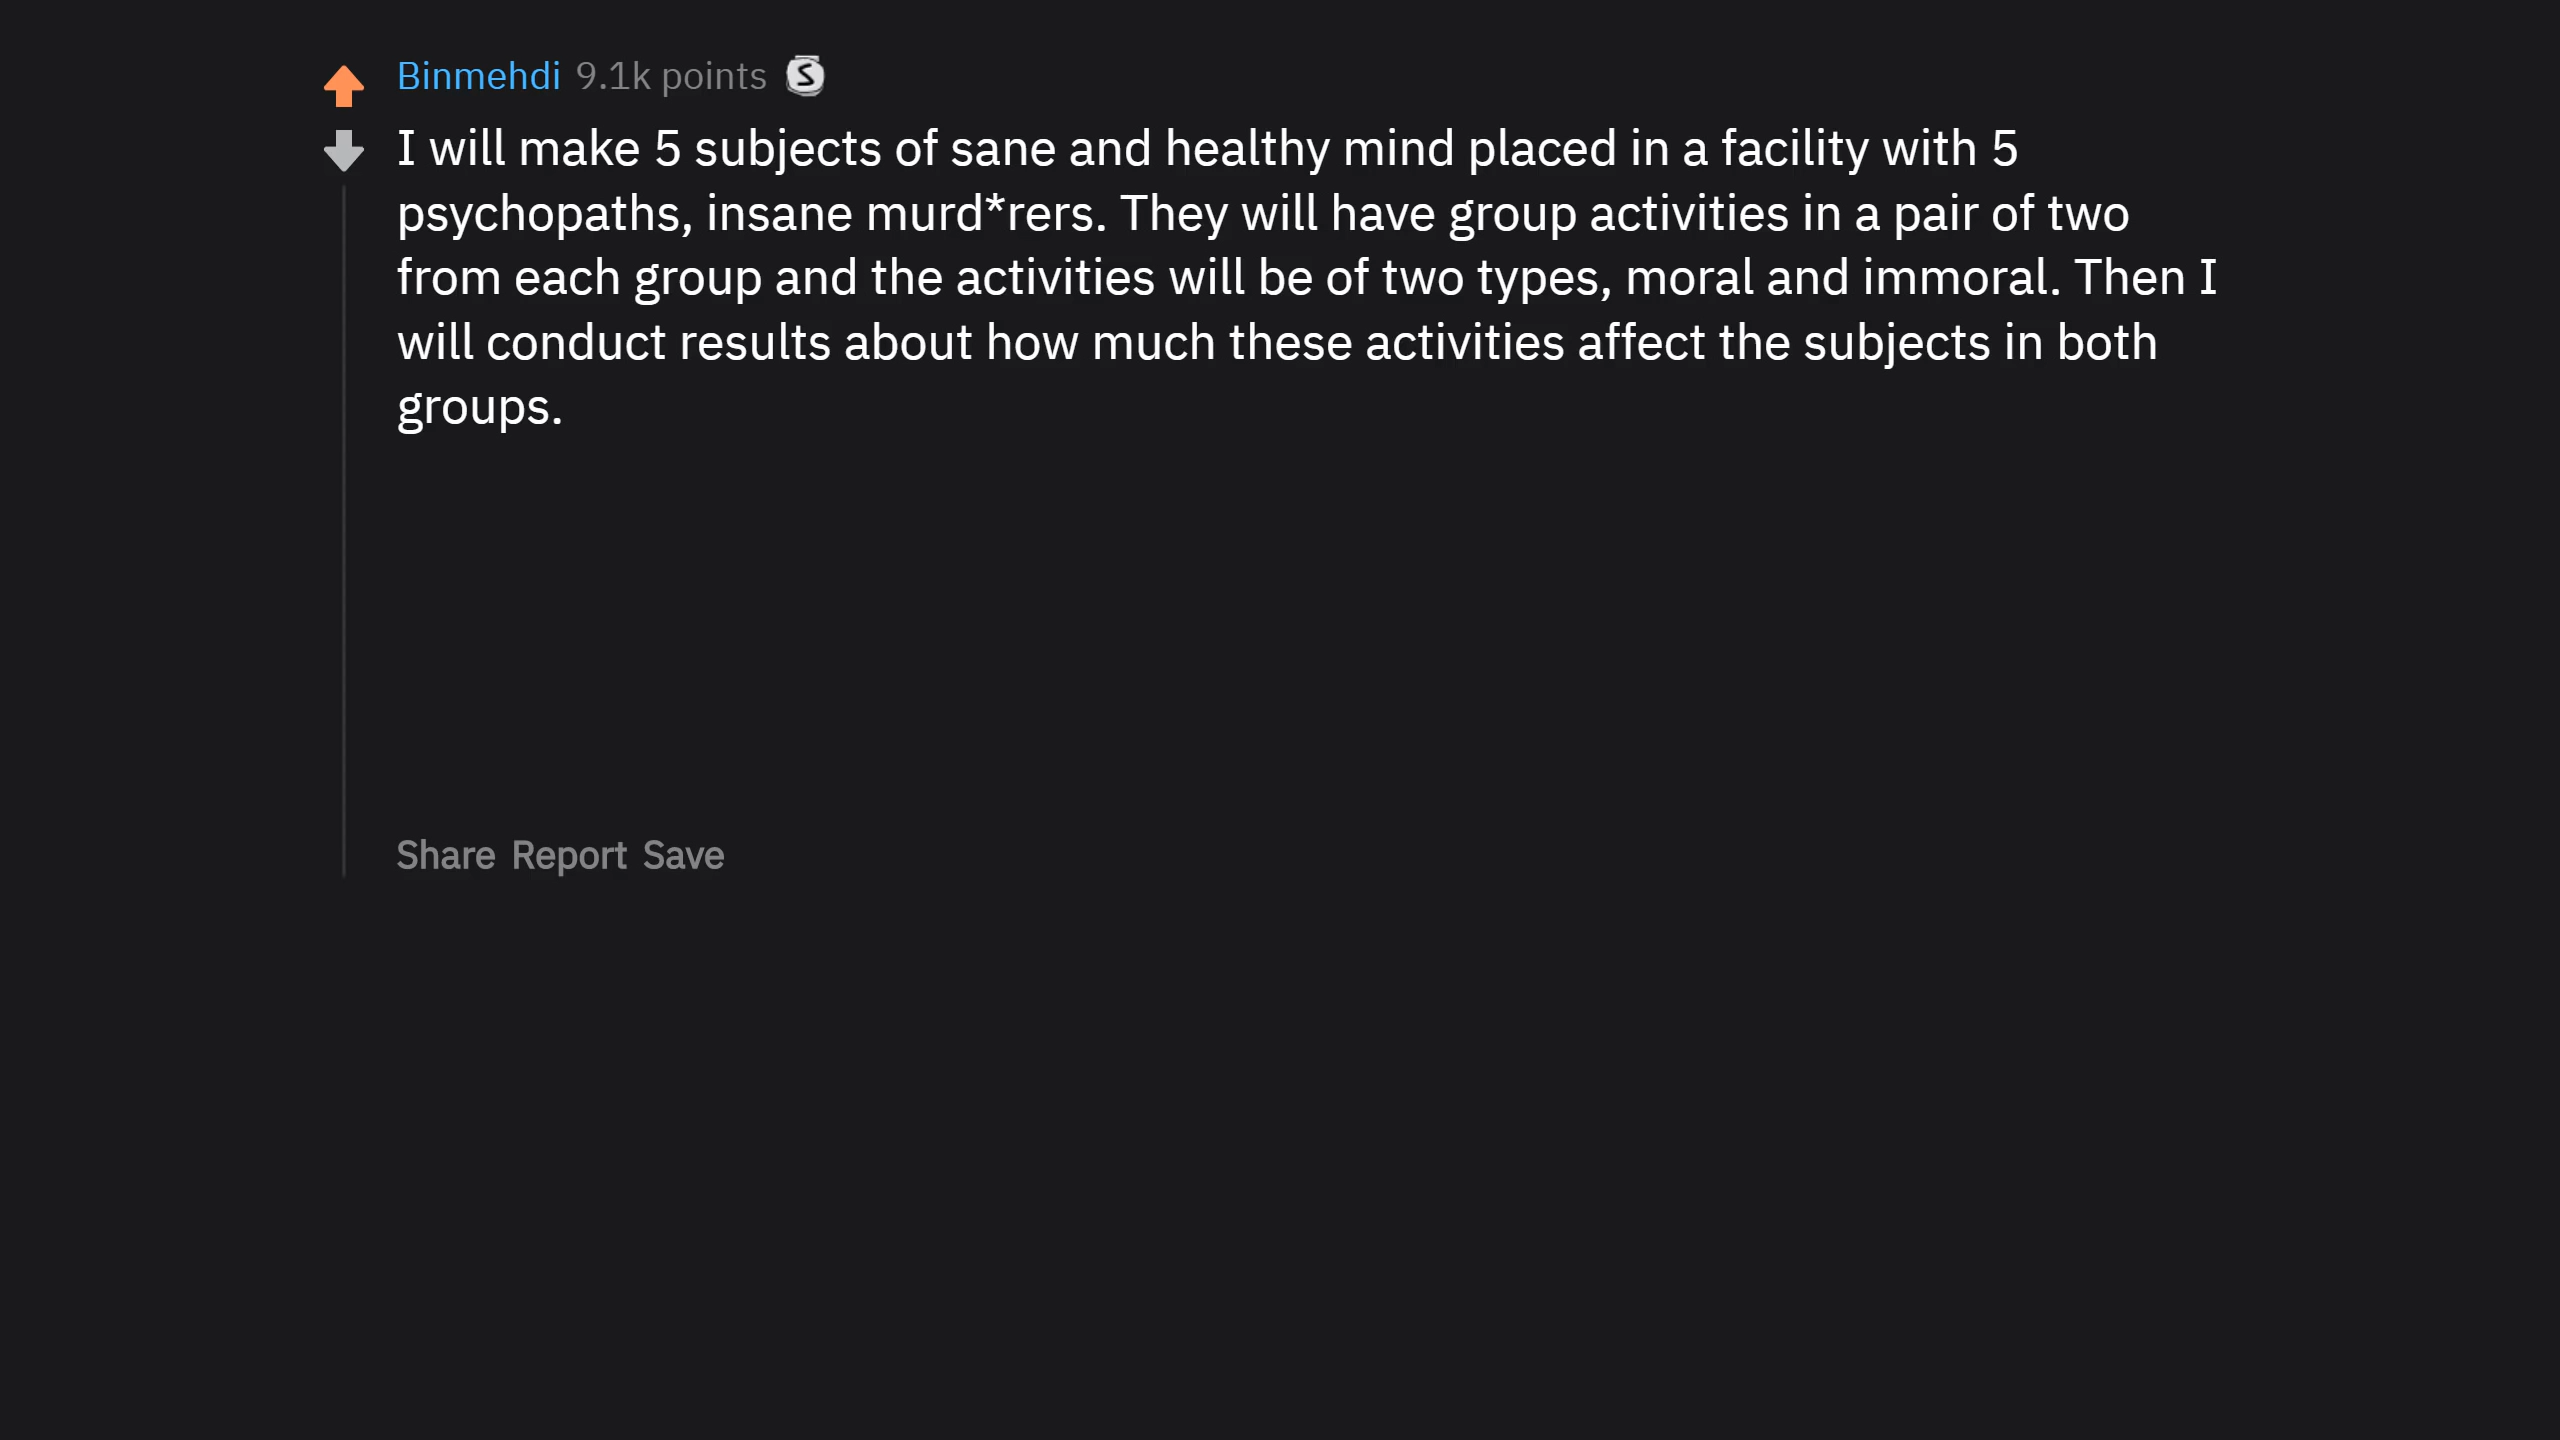 Binmehdi 9.1k points S
I will make 5 subjects of sane and healthy mind placed in a facility with 5
psychopaths, insane murd*rers. They will have group activities in a pair of two
from each group and the activities will be of two types, moral and immoral. Then I
will conduct results about how much these activities affect the subjects in both
groups.
Share Report Save